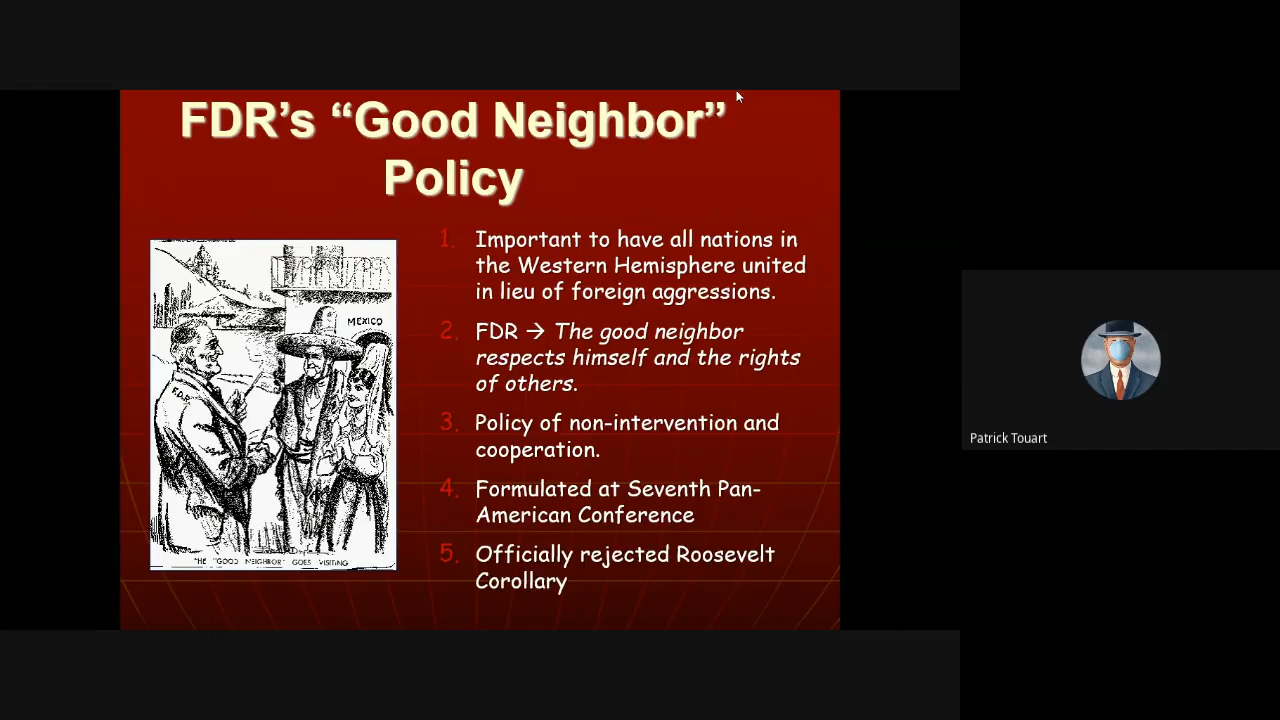 FDR's “Good Neighbor”
Policy
1. Important to have all nations in
the Western Hemisphere united
in lieu of foreign aggressions.
2. FDR → The good neighbor
respects himself and the rights
of others.
3. Policy of non-intervention and
cooperation.
4. Formulated at Seventh Pan-
American Conference
5. Officially rejected Roosevelt
Corollary
MEXICO
F.D.R.
"HE "GOOD NEIGHBOR" GOES VISITING
Patrick Touart